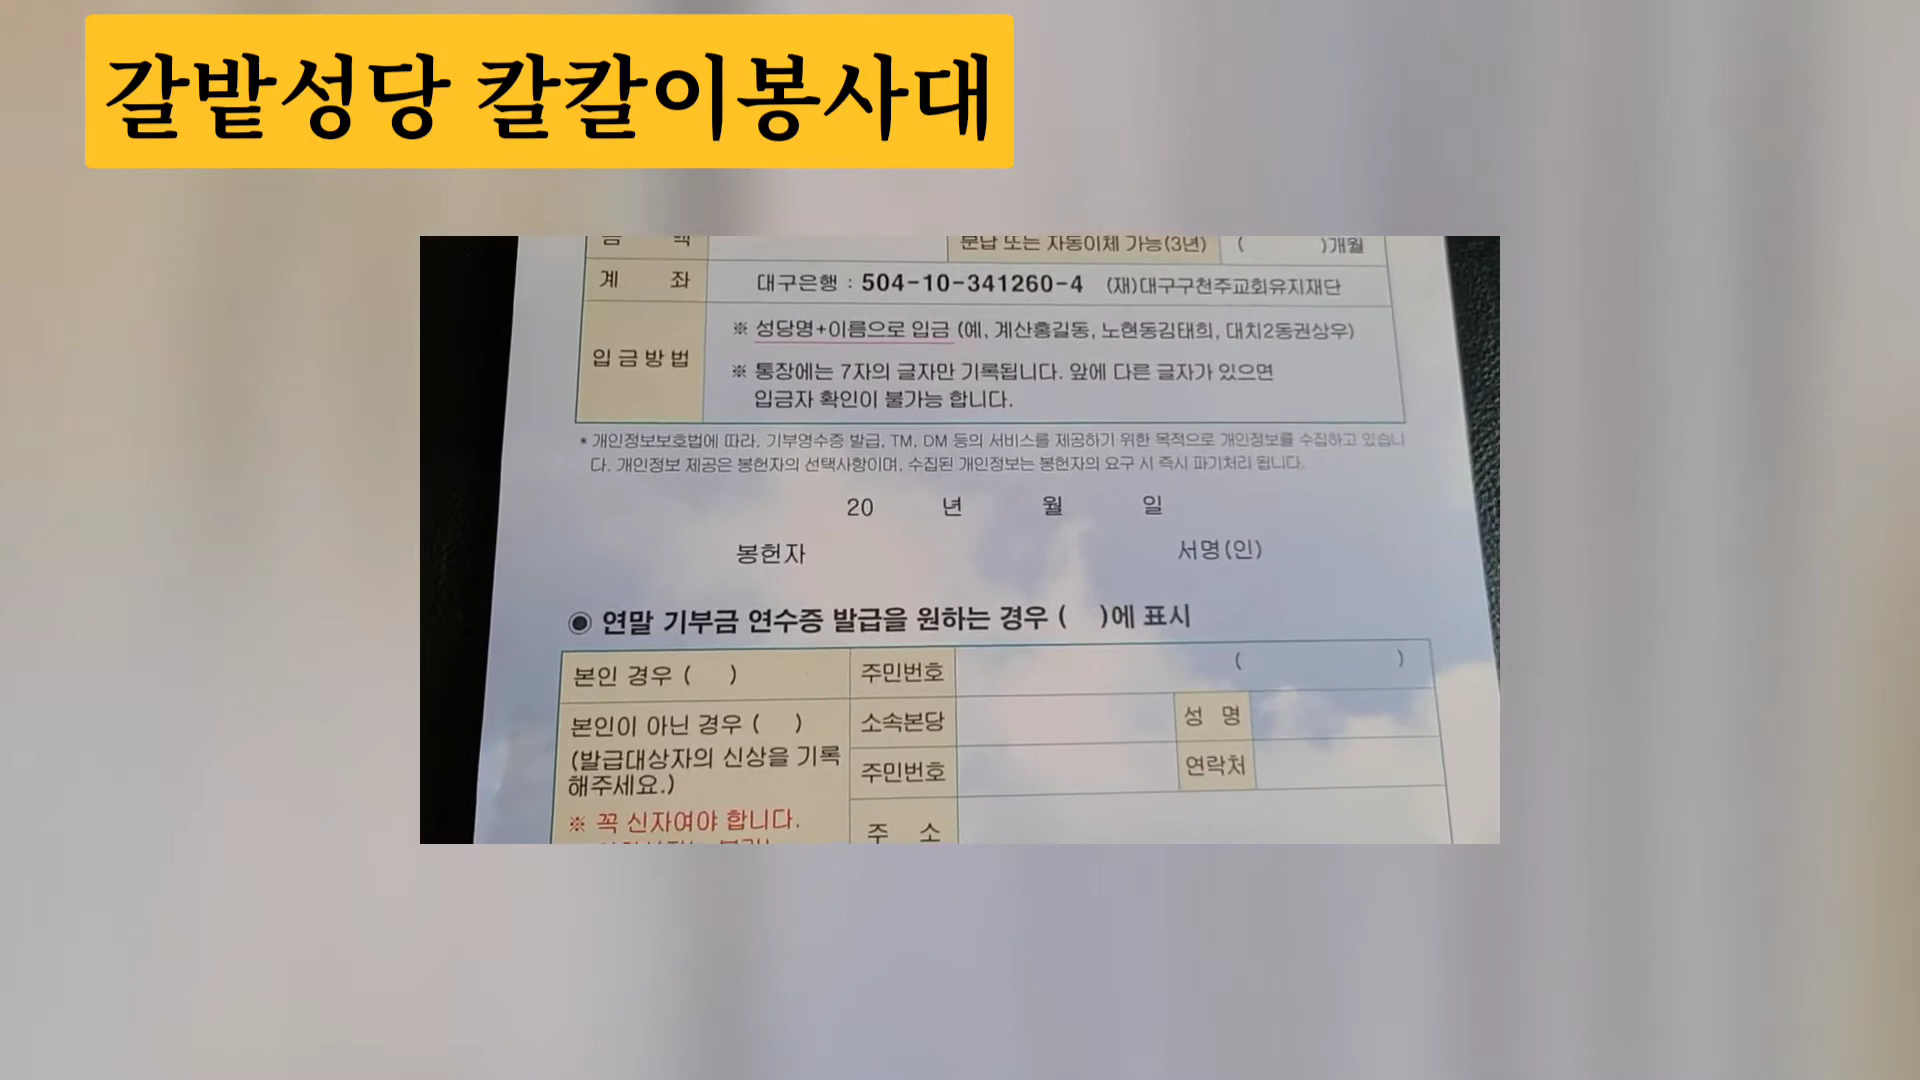 갈밭성당 칼칼이봉사대
금 액 분납 또는 자동이체 가능(3년) ( )개월
계 좌 대구은행 : 504-10-341260-4 (재)대구구천주교회유지재단
입금방법
※ 성당명+이름으로 입금 (예, 계산홍길동, 노현동김태희, 대치2동권상우)
※ 통장에는 7자의 글자만 기록됩니다. 앞에 다른 글자가 있으면
입금자 확인이 불가능 합니다.
* 개인정보보호법에 따라, 기부영수증 발급, TM, DM 등의 서비스를 제공하기 위한 목적으로 개인정보를 수집하고 있습니
다. 개인정보 제공은 봉헌자의 선택사항이며, 수집된 개인정보는 봉헌자의 요구 시 즉시 파기처리 됩니다.
20 년 월 일
봉헌자 서명(인)
◉ 연말 기부금 연수증 발급을 원하는 경우 ( )에 표시
본인 경우 ( ) 주민번호 ( )
본인이 아닌 경우 ( ) 소속본당 성 명
(발급대상자의 신상을 기록
해주세요.)
주민번호 연락처
※ 꼭 신자여야 합니다.
주 소